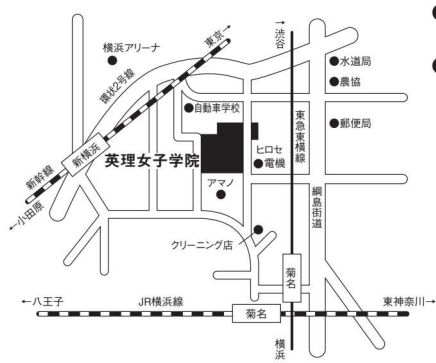 東京→
↑
渋谷
横浜アリーナ
環状2号線
水道局
農協
自動車学校
郵便局
東急東横線
新横浜
英理女子学院
ヒロセ
電機
新幹線
アマノ
綱島街道
←小田原
クリーニング店
菊名
←八王子
JR横浜線
菊名
東神奈川→
横浜
↓